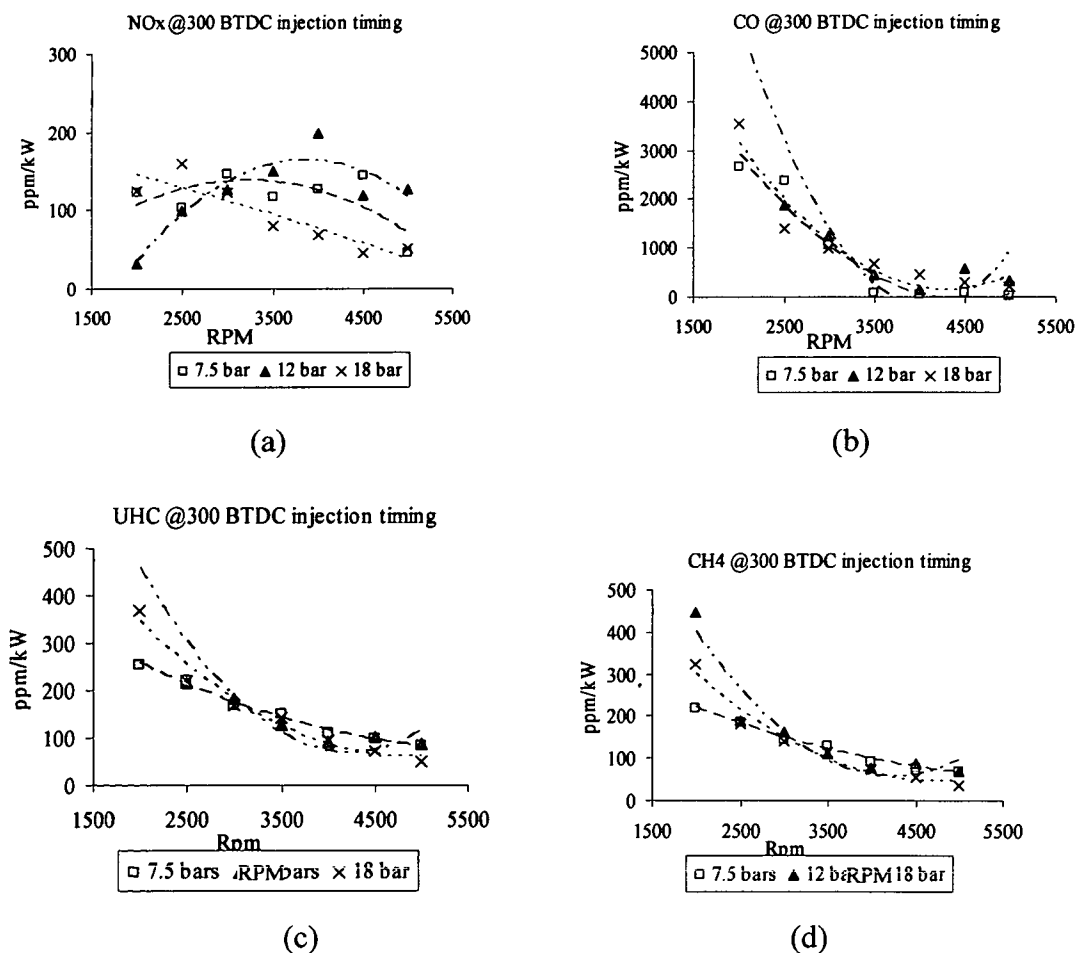 NOx @300 BTDC injection timing
300
200
100
0
ppm/kW
1500 2500 3500 4500 5500
RPM
7.5 bar 12 bar 18 bar
(a)
CO @300 BTDC injection timing
5000
4000
3000
2000
1000
0
ppm/kW
1500 2500 3500 4500 5500
RPM
7.5 bar 12 bar 18 bar
(b)
UHC @300 BTDC injection timing
500
400
300
200
100
0
ppm/kW
1500 2500 3500 4500 5500
Rpm
7.5 bars RPM bars 18 bar
(c)
CH4 @300 BTDC injection timing
500
400
300
200
100
0
ppm/kW
1500 2500 3500 4500 5500
Rpm
7.5 bars 12 ba RPM 18 bar
(d)